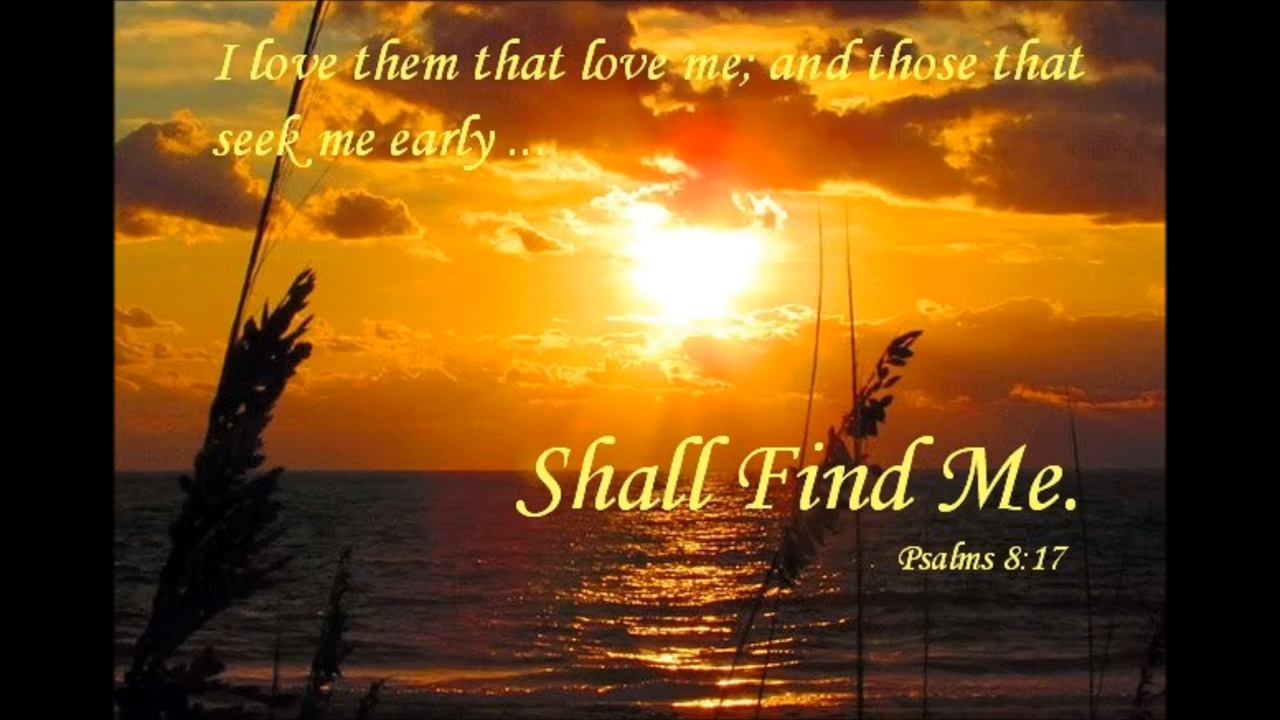 I love them that love me; and those that
seek me early ...
Shall Find Me.
Psalms 8:17